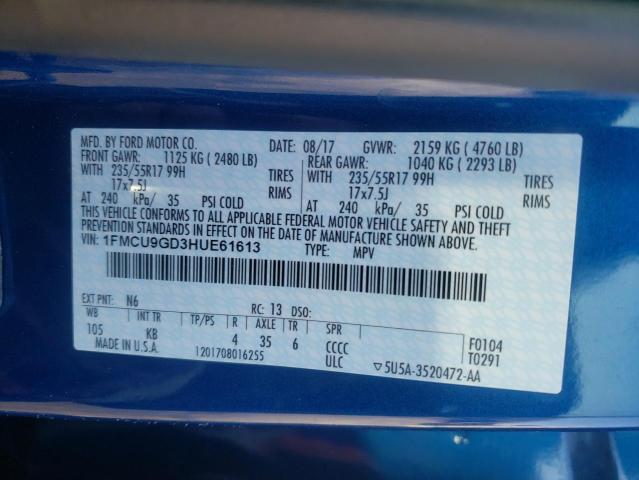 MFD. BY FORD MOTOR CO. DATE: 08/17 GVWR: 2159 KG ( 4760 LB)
FRONT GAWR: 1125 KG ( 2480 LB) REAR GAWR: 1040 KG ( 2293 LB)
WITH 235/55R17 99H TIRES WITH 235/55R17 99H TIRES
17x7.5J RIMS 17x7.5J RIMS
AT 240 kPa/ 35 PSI COLD AT 240 kPa/ 35 PSI COLD
THIS VEHICLE CONFORMS TO ALL APPLICABLE FEDERAL MOTOR VEHICLE SAFETY AND THEFT
PREVENTION STANDARDS IN EFFECT ON THE DATE OF MANUFACTURE SHOWN ABOVE.
VIN: 1FMCU9GD3HUE61613 TYPE: MPV
EXT PNT: N6 RC: 13 DSO:
WB INT TR TP/PS R AXLE TR SPR F0104
105 KB 4 35 6 CCCC T0291
MADE IN U.S.A. 1201708016255 ULC ▽5U5A-3520472-AA